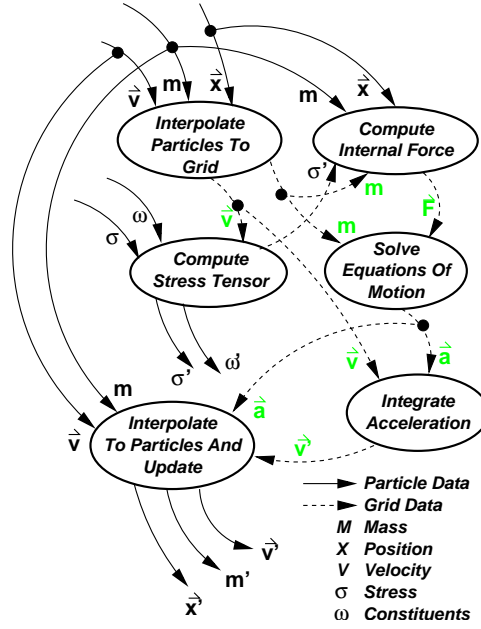 v⃗
m
x⃗
m
x⃗
Interpolate
Particles To
Grid
Compute
Internal Force
σ'
m
F⃗
ω
σ
v⃗
m
Compute
Stress Tensor
Solve
Equations Of
Motion
σ'
ω'
v⃗
a⃗
m
a⃗
v⃗
Interpolate
To Particles And
Update
Integrate
Acceleration
v⃗'
v⃗'
m'
x⃗'
Particle Data
Grid Data
M Mass
X Position
V Velocity
σ Stress
ω Constituents